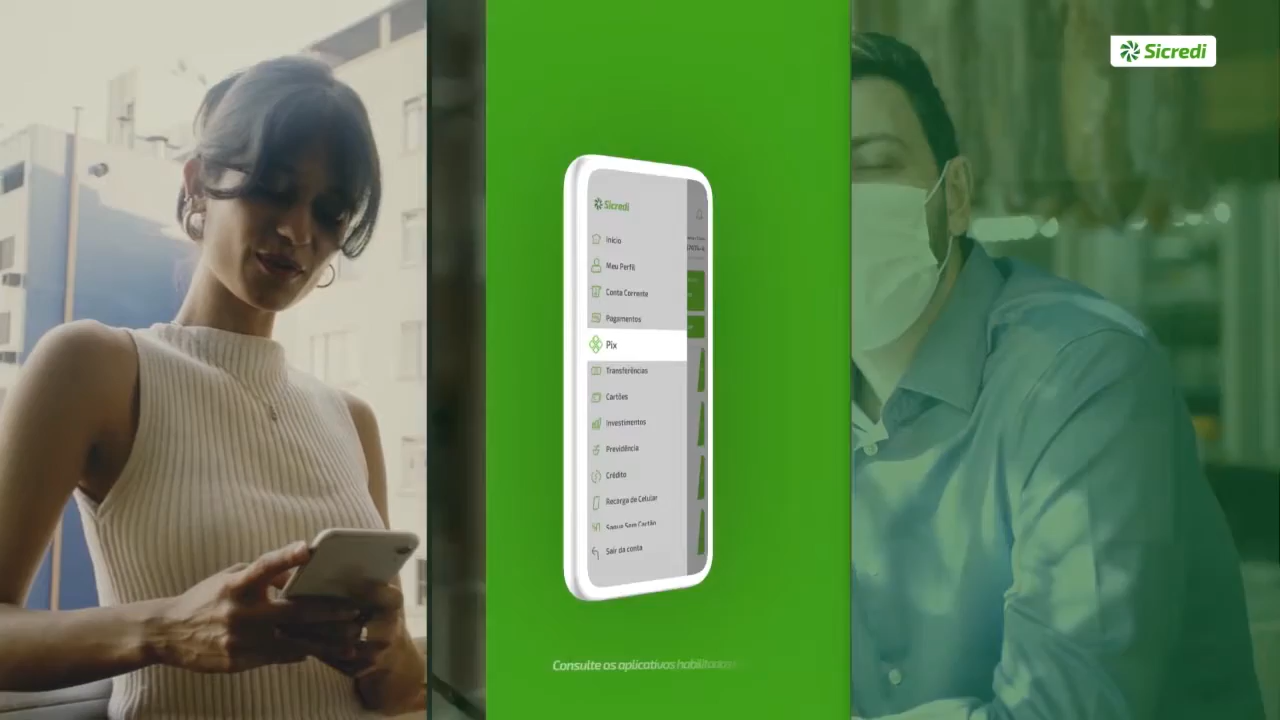 Sicredi
Sicredi
Início
Meu Perfil
Conta Corrente
Pagamentos
Pix
Transferências
Cartões
Investimentos
Previdência
Crédito
Recarga de Celular
Saque Sem Cartão
Sair da conta
Consulte os aplicativos habilitados